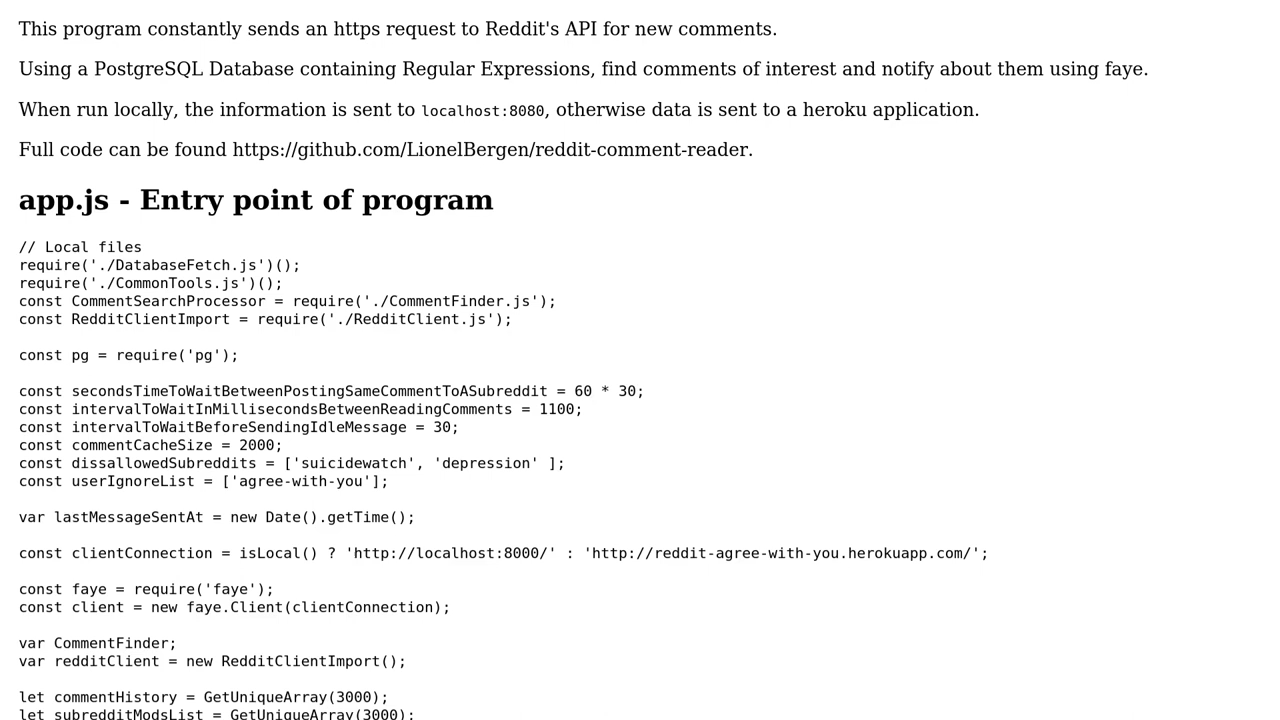 This program constantly sends an https request to Reddit's API for new comments.
Using a PostgreSQL Database containing Regular Expressions, find comments of interest and notify about them using faye.
When run locally, the information is sent to localhost:8080, otherwise data is sent to a heroku application.
Full code can be found https://github.com/LionelBergen/reddit-comment-reader.
app.js - Entry point of program
// Local files
require('./DatabaseFetch.js')();
require('./CommonTools.js')();
const CommentSearchProcessor = require('./CommentFinder.js');
const RedditClientImport = require('./RedditClient.js');
const pg = require('pg');
const secondsTimeToWaitBetweenPostingSameCommentToASubreddit = 60 * 30;
const intervalToWaitInMillisecondsBetweenReadingComments = 1100;
const intervalToWaitBeforeSendingIdleMessage = 30;
const commentCacheSize = 2000;
const dissallowedSubreddits = ['suicidewatch', 'depression' ];
const userIgnoreList = ['agree-with-you'];
var lastMessageSentAt = new Date().getTime();
const clientConnection = isLocal() ? 'http://localhost:8000/' : 'http://reddit-agree-with-you.herokuapp.com/';
const faye = require('faye');
const client = new faye.Client(clientConnection);
var CommentFinder;
var redditClient = new RedditClientImport();
let commentHistory = GetUniqueArray(3000);
let subredditModsList = GetUniqueArray(3000);